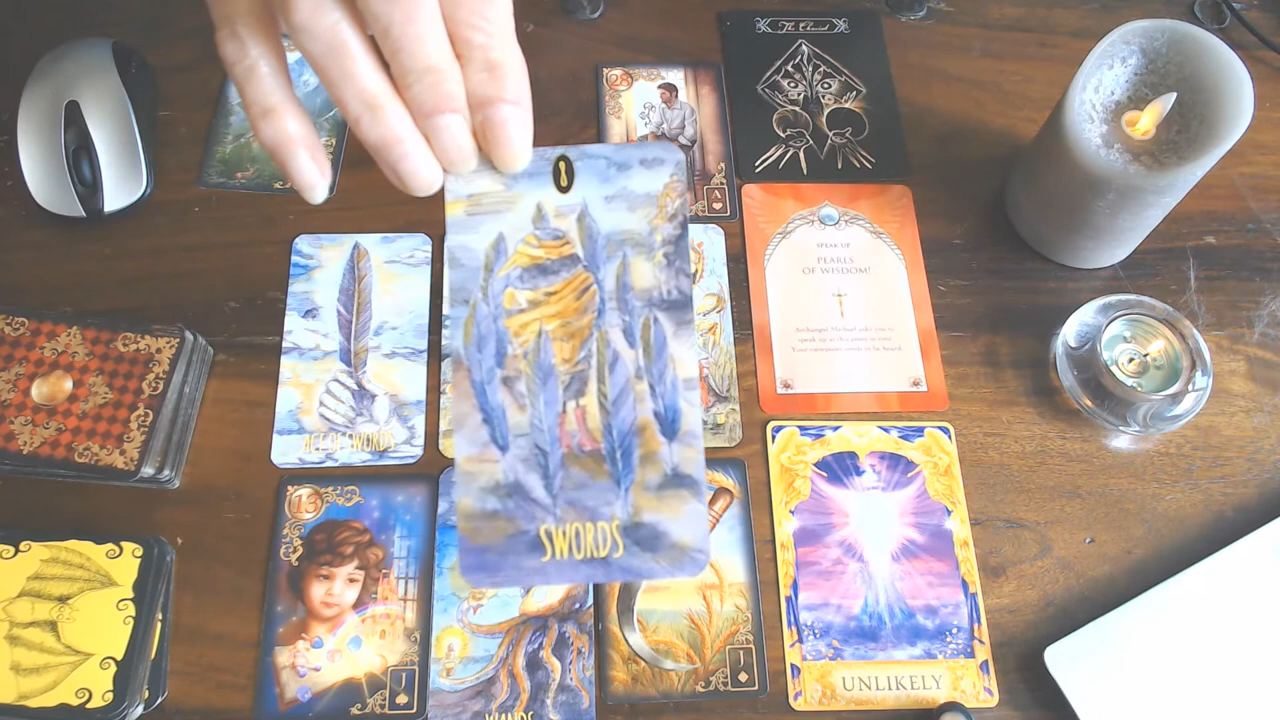 The Chariot
28
A
8
SPEAK UP
PEARLS
OF WISDOM!
Archangel Michael asks you to
speak up at this point in time.
Your viewpoint needs to be heard.
ACE OF SWORDS
SWORDS
13
J
J
UNLIKELY
WANDS